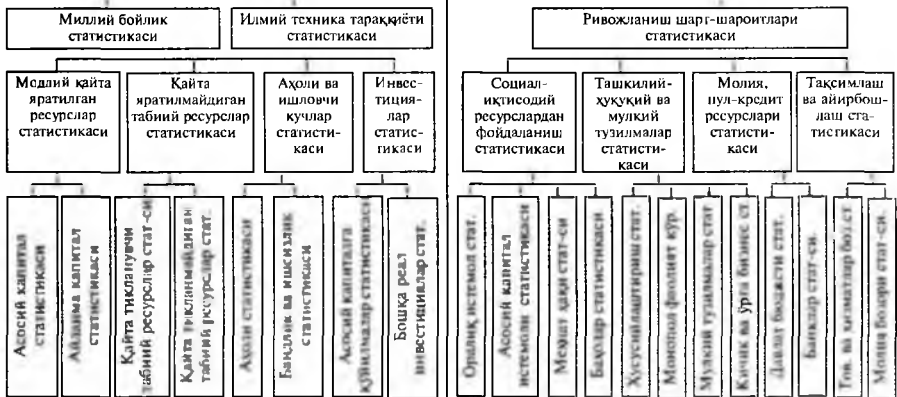 Миллий бойлик
статистикаси
Илмий техника тараққиёти
статистикаси
Ривожланиш шарт-шароитлари
статистикаси
Моддий қайта
яратилган
ресурслар
статистикаси
Қайта
яратилмайдиган
табиий ресурслар
статистикаси
Аҳоли ва
ишловчи
кучлар
статисти-
каси
Инвес-
тиция-
лар
статис-
тикаси
Социал-
иқтисодий
ресурслардан
фойдаланиш
статистикаси
Ташкилий-
ҳуқуқий ва
мулкий
тузилмалар
статисти-
каси
Молия,
пул-кредит
ресурслари
статисти-
каси
Тақсимлаш
ва айирбош-
лаш ста-
тистикаси
Асосий капитал
статистикаси
Айланма капитал
статистикаси
Қайта тикланувчи
табиий ресурслар стат-си
Қайта тикланмайдиган
табиий ресурслар стат.
Аҳоли статистикаси
Бандлик ва ишсизлик
статистикаси
Асосий капиталга
қўйилмалар статистикаси
Бошқа реал
инвестициялар стат.
Оралиқ истемол стат.
Асосий капитал
истемоли статистикаси
Меҳнат ҳақи стат-си
Баҳолар статистикаси
Хусусийлаштириш стат.
Монопол фаолият кўр.
Мулкий тузилмалар стат
Кичик ва ўрта бизнес ст.
Давлат бюджети стат.
Банклар стат-си.
Тов. ва хизматлар боз.ст
Молия бозори стат-си.